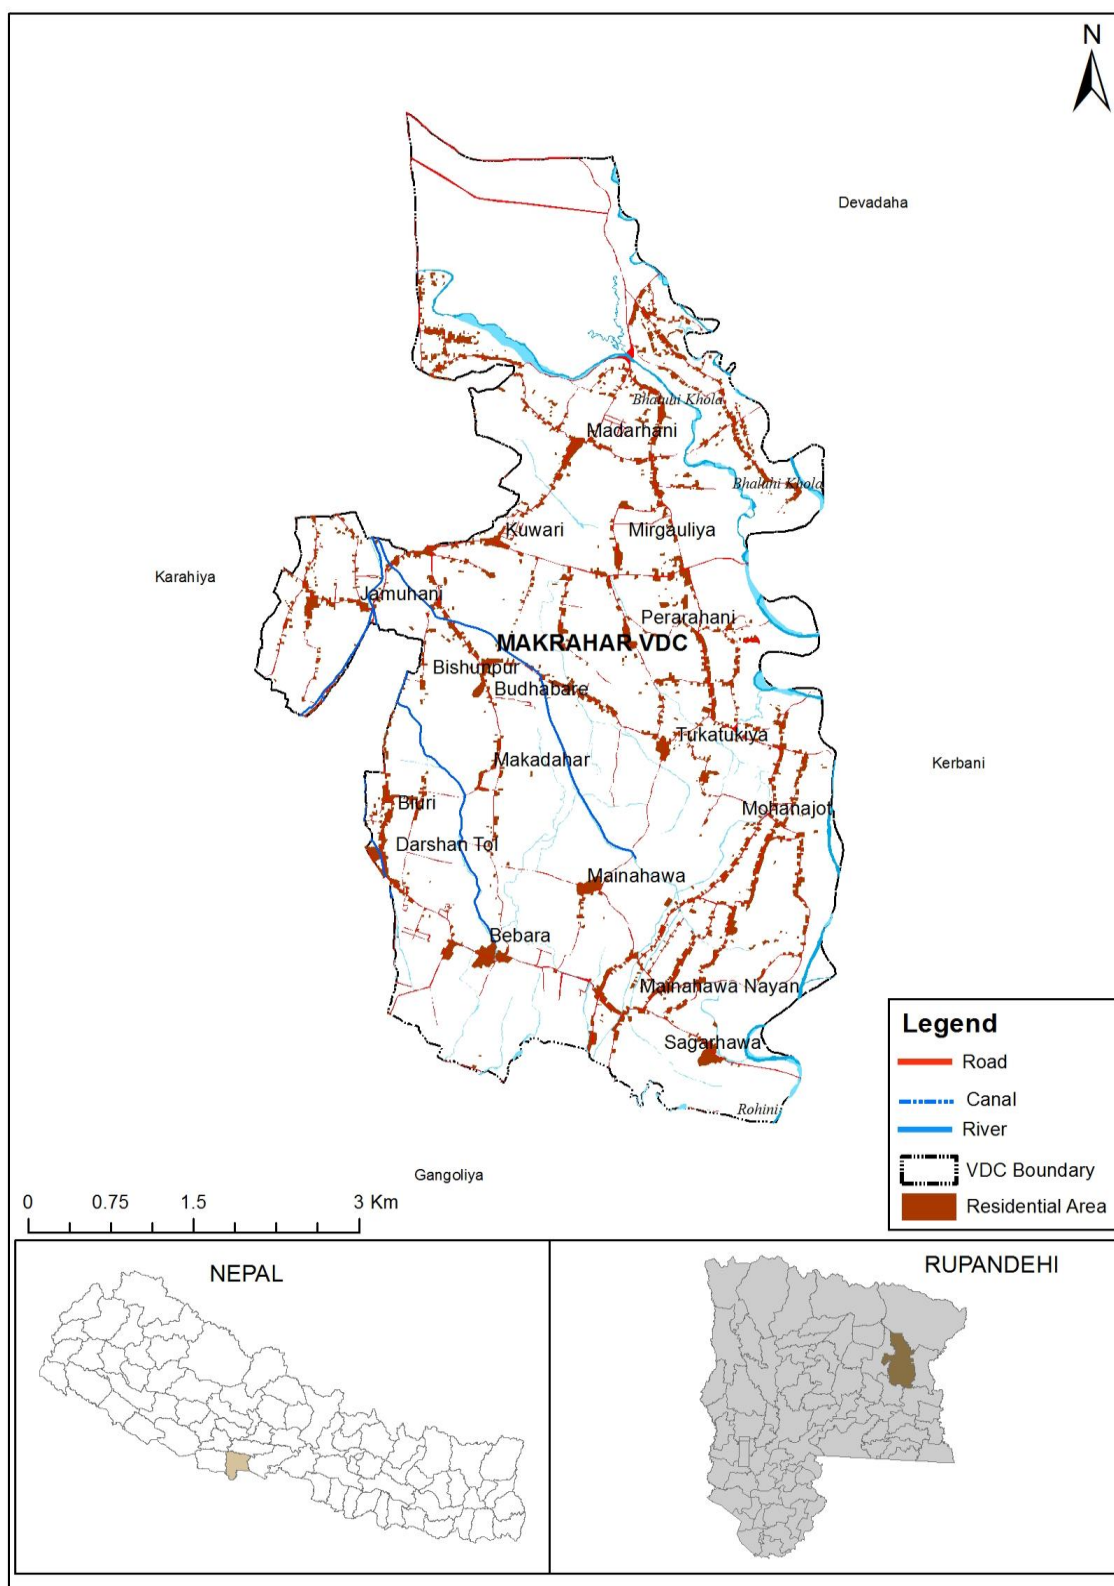 N
Devadaha
Bhaluhi Khola
Madarhani
Bhaluhi Khola
Kuwari
Mirgauliya
Karahiya
Jamuhani
Perarahani
MAKRAHAR VDC
Bishunpur
Budhabare
Tukatukiya
Makadahar
Kerbani
Biuri
Mohanajot
Darshan Tol
Mainahawa
Bebara
Mainahawa Nayan
Sagarhawa
Rohini
Gangoliya
Legend
Road
Canal
River
VDC Boundary
Residential Area
0 0.75 1.5 3 Km
NEPAL
RUPANDEHI